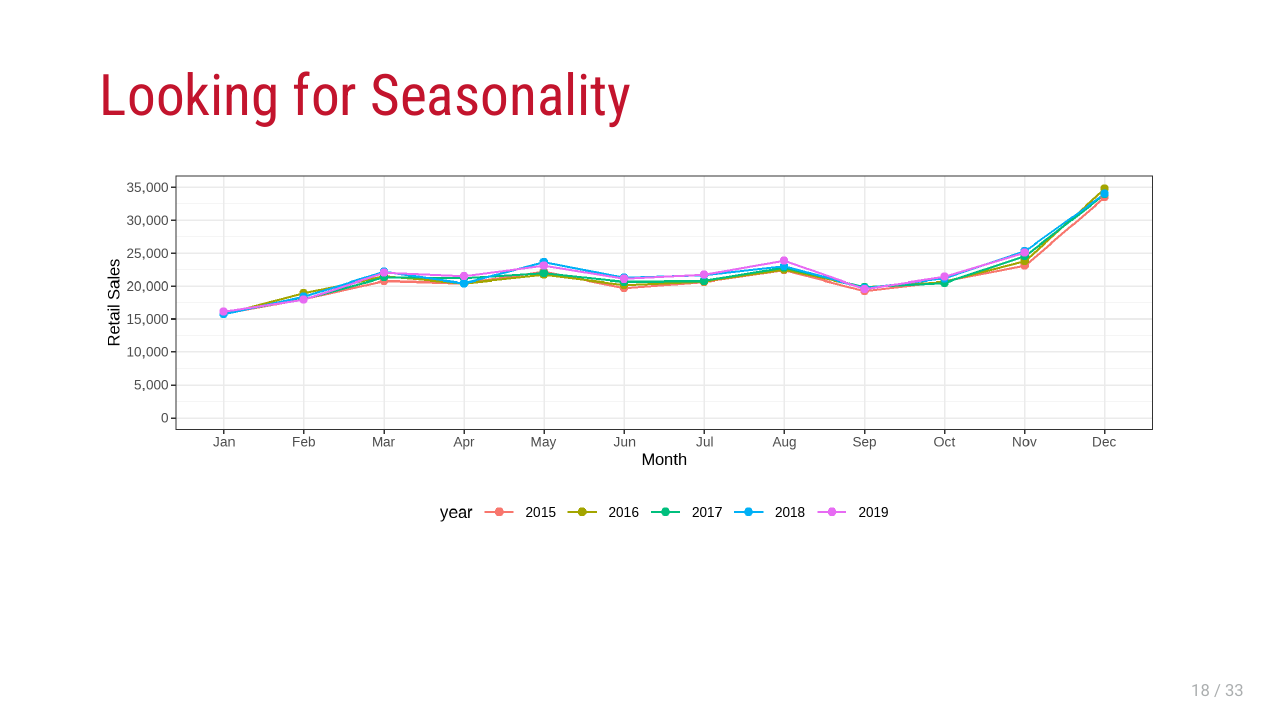 Looking for Seasonality
35,000
30,000
25,000
20,000
15,000
10,000
5,000
0
Retail Sales
Jan Feb Mar Apr May Jun Jul Aug Sep Oct Nov Dec
Month
year 2015 2016 2017 2018 2019
18 / 33